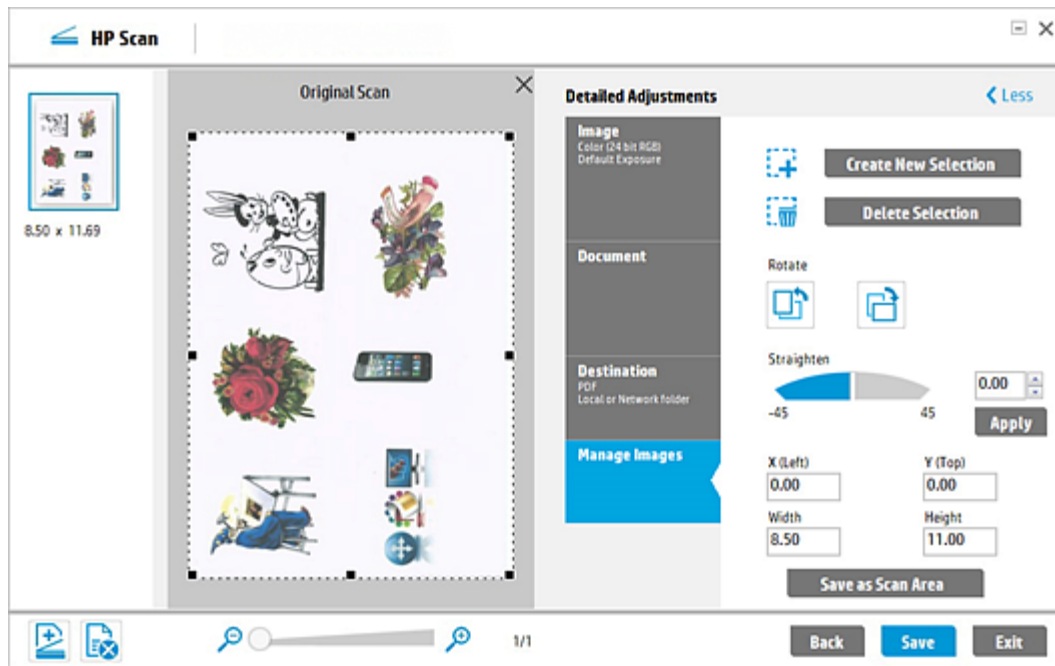 HP Scan
8.50 x 11.69
Original Scan
Detailed Adjustments
Less
Image
Color (24 bit RGB)
Default Exposure
Document
Destination
PDF
Local or Network folder
Manage Images
Create New Selection
Delete Selection
Rotate
Straighten
0.00
-45
45
Apply
X (Left)
Y (Top)
0.00
0.00
Width
Height
8.50
11.00
Save as Scan Area
1/1
Back
Save
Exit